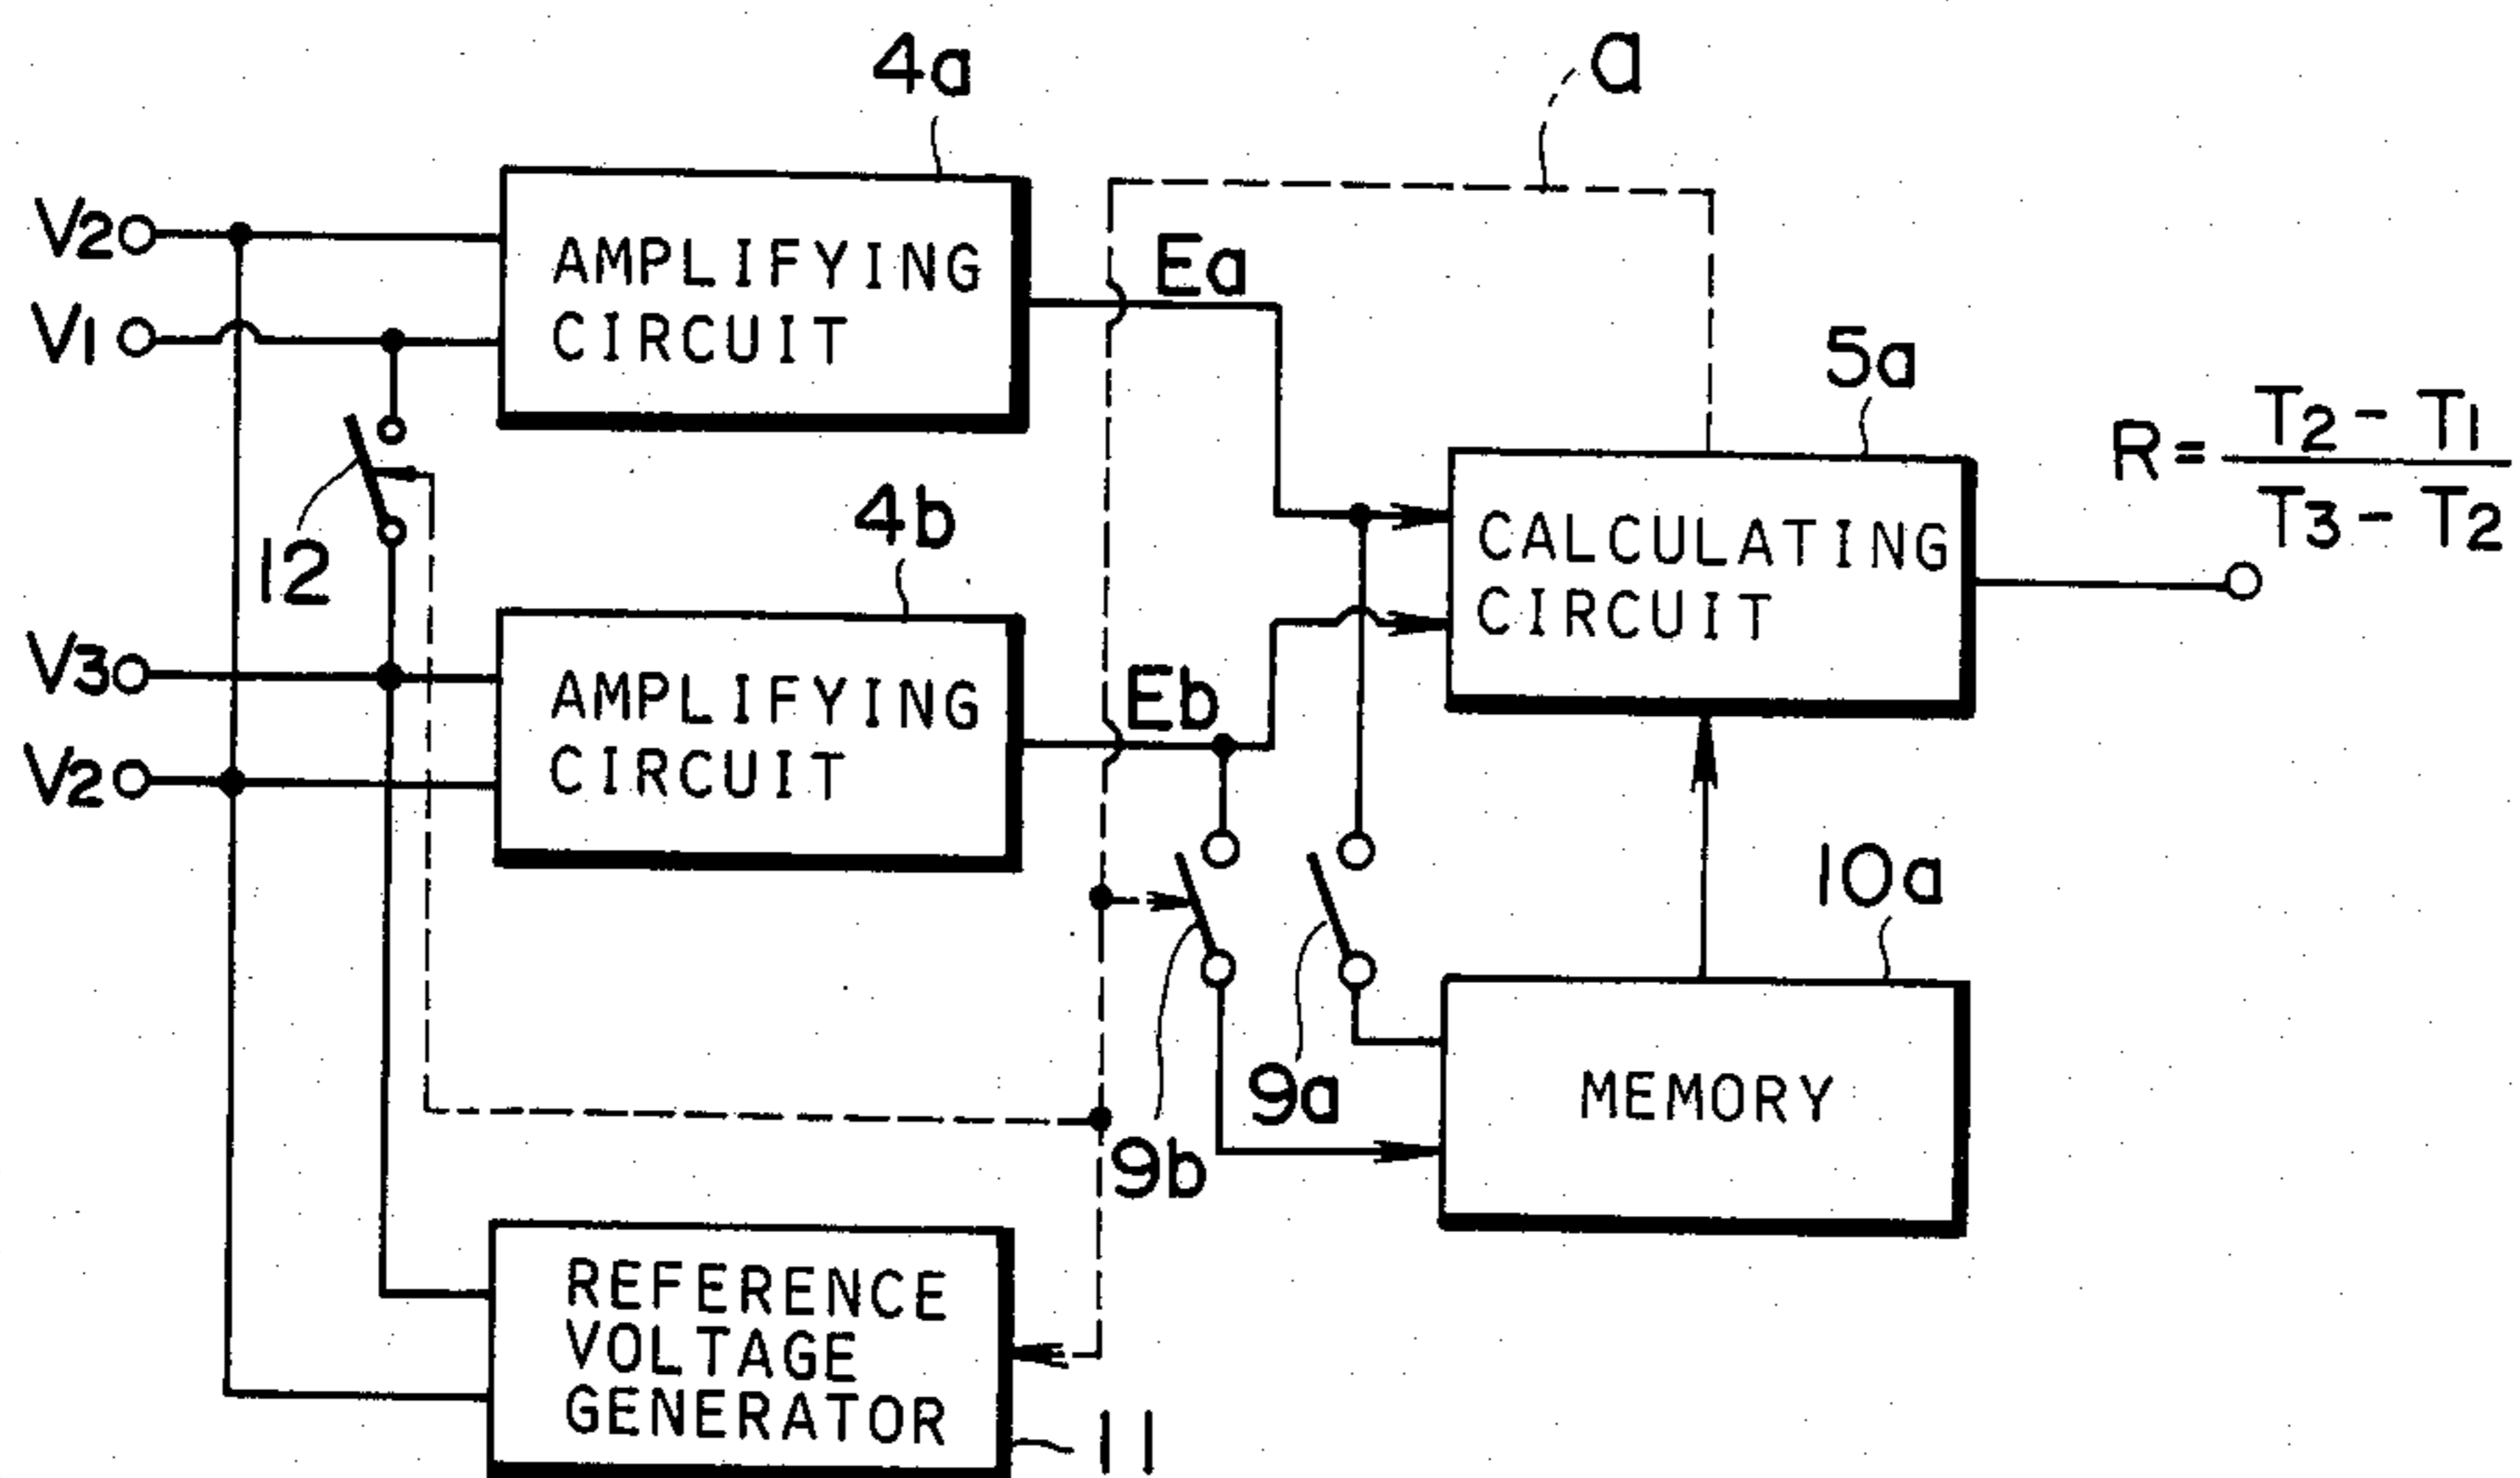 4a
a
V2
AMPLIFYING
CIRCUIT
Ea
V1
5a
R = T2 - T1
T3 - T2
4b
CALCULATING
CIRCUIT
12
V3
AMPLIFYING
CIRCUIT
Eb
V2
10a
9a
MEMORY
9b
REFERENCE
VOLTAGE
GENERATOR
11